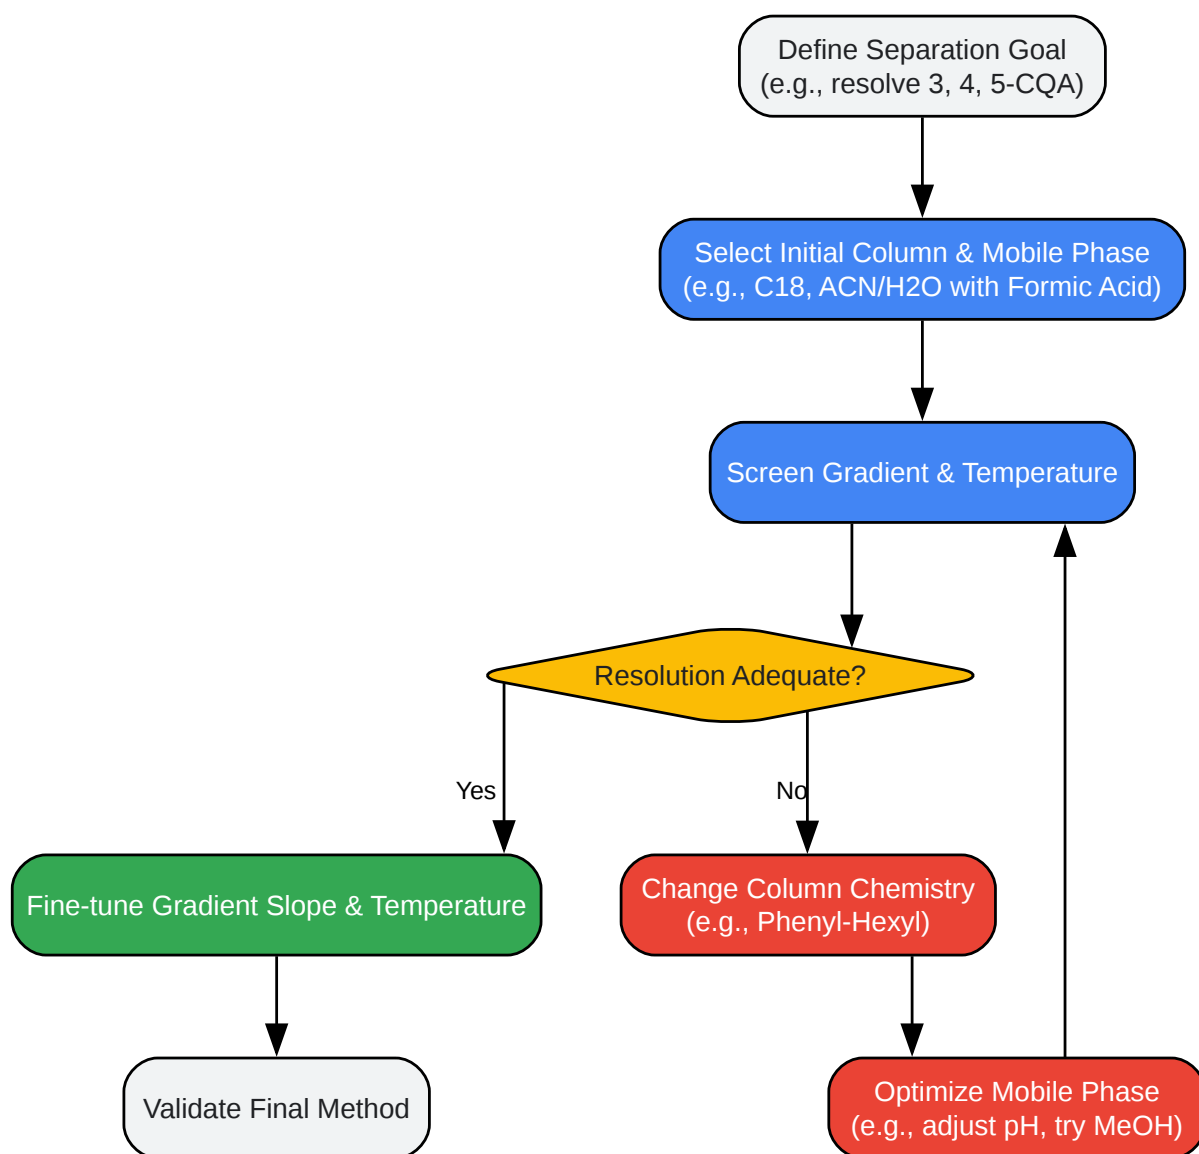 Define Separation Goal
(e.g., resolve 3, 4, 5-CQA)
Select Initial Column & Mobile Phase
(e.g., C18, ACN/H2O with Formic Acid)
Screen Gradient & Temperature
Resolution Adequate?
Yes
No
Fine-tune Gradient Slope & Temperature
Change Column Chemistry
(e.g., Phenyl-Hexyl)
Validate Final Method
Optimize Mobile Phase
(e.g., adjust pH, try MeOH)